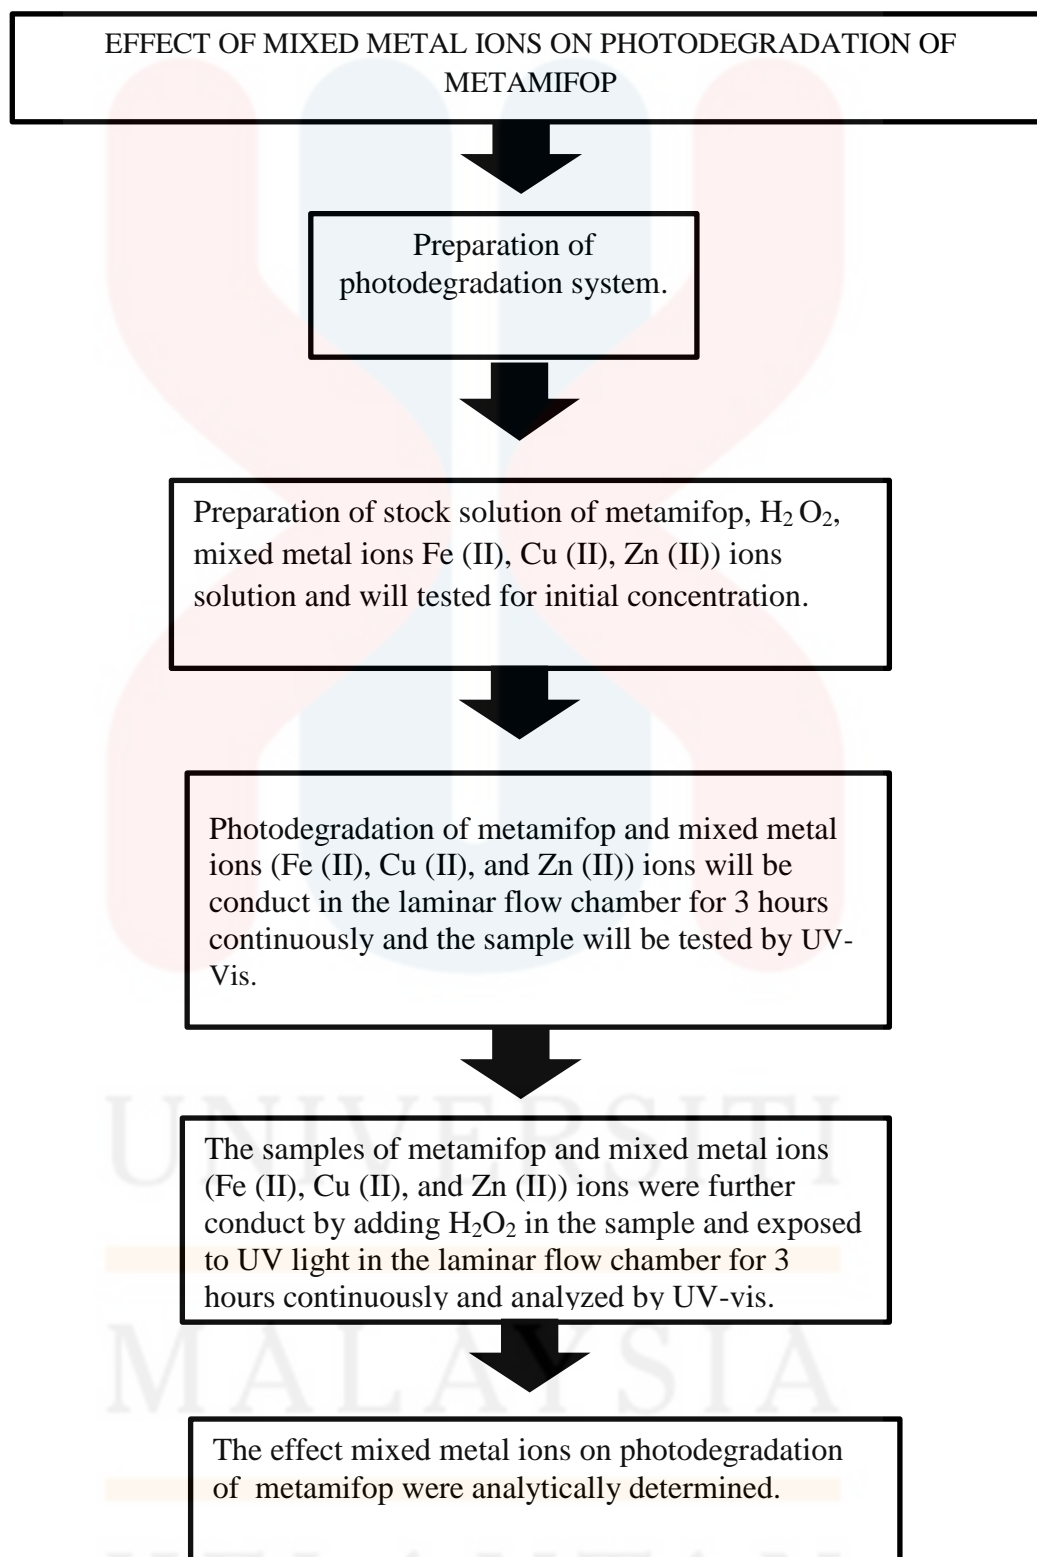 EFFECT OF MIXED METAL IONS ON PHOTODEGRADATION OF
METAMIFOP
Preparation of
photodegradation system.
Preparation of stock solution of metamifop, H₂ O₂,
mixed metal ions Fe (II), Cu (II), Zn (II)) ions
solution and will tested for initial concentration.
Photodegradation of metamifop and mixed metal
ions (Fe (II), Cu (II), and Zn (II)) ions will be
conduct in the laminar flow chamber for 3 hours
continuously and the sample will be tested by UV-
Vis.
UNIVERSITI
The samples of metamifop and mixed metal ions
(Fe (II), Cu (II), and Zn (II)) ions were further
conduct by adding H₂O₂ in the sample and exposed
to UV light in the laminar flow chamber for 3
hours continuously and analyzed by UV-vis.
MALAYSIA
The effect mixed metal ions on photodegradation
of metamifop were analytically determined.